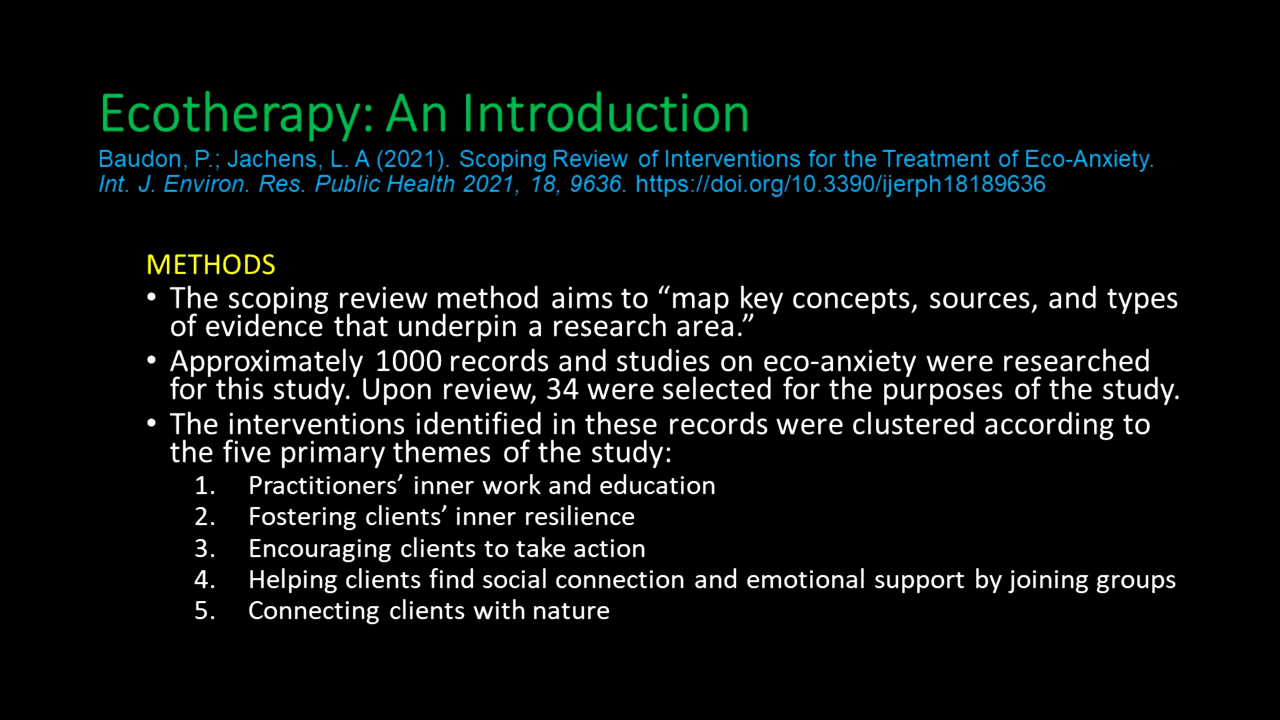 Ecotherapy: An Introduction
Baudon, P.; Jachens, L. A (2021). Scoping Review of Interventions for the Treatment of Eco-Anxiety.
Int. J. Environ. Res. Public Health 2021, 18, 9636. https://doi.org/10.3390/ijerph18189636
METHODS
• The scoping review method aims to “map key concepts, sources, and types
of evidence that underpin a research area.”
• Approximately 1000 records and studies on eco-anxiety were researched
for this study. Upon review, 34 were selected for the purposes of the study.
• The interventions identified in these records were clustered according to
the five primary themes of the study:
1. Practitioners’ inner work and education
2. Fostering clients’ inner resilience
3. Encouraging clients to take action
4. Helping clients find social connection and emotional support by joining groups
5. Connecting clients with nature